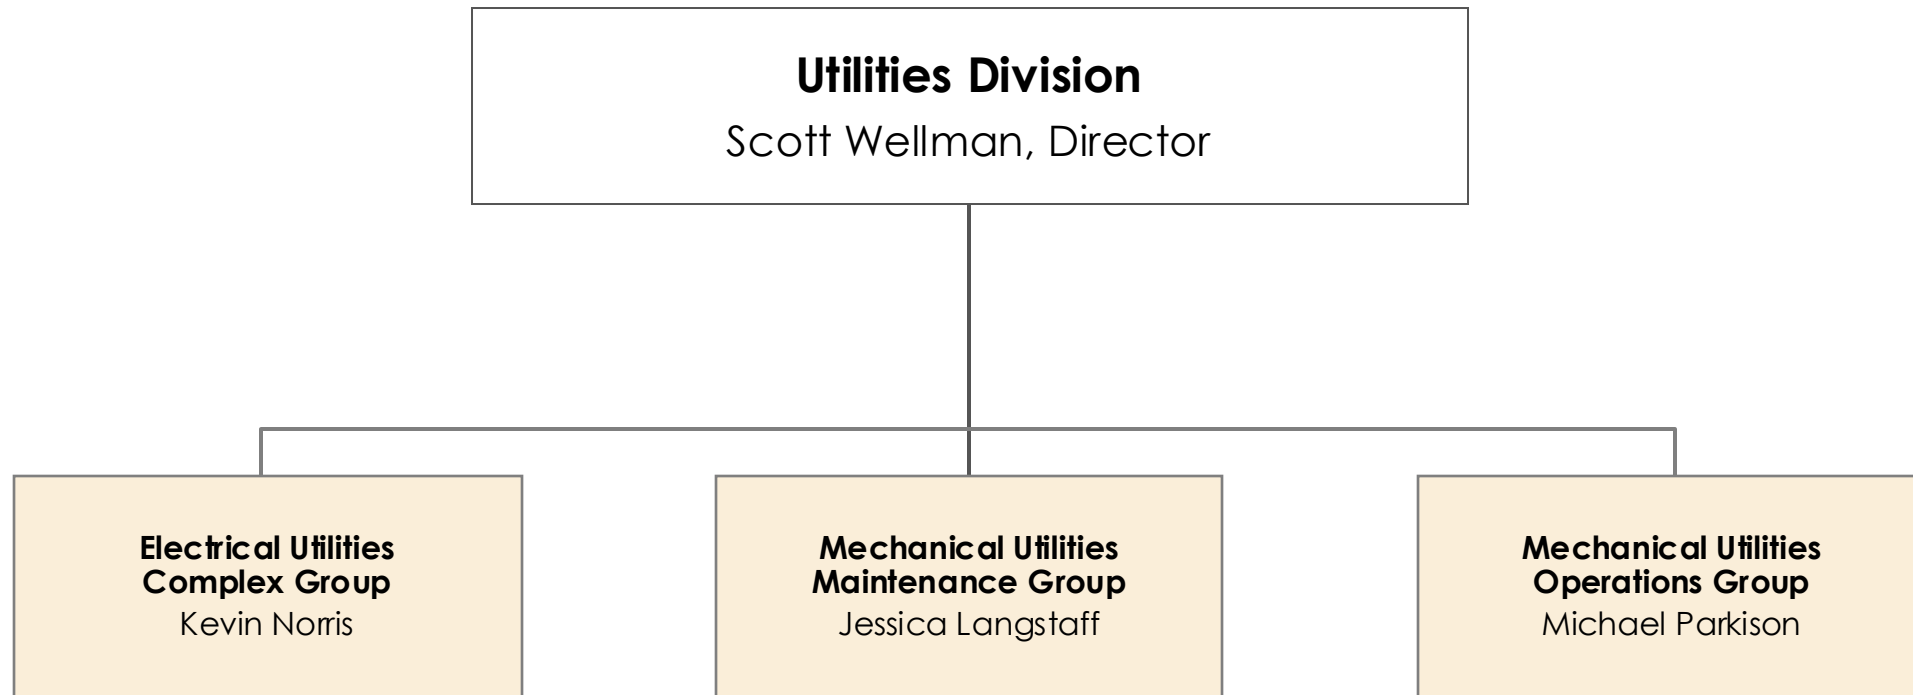 Utilities Division
Scott Wellman, Director
Electrical Utilities
Complex Group
Kevin Norris
Mechanical Utilities
Maintenance Group
Jessica Langstaff
Mechanical Utilities
Operations Group
Michael Parkison